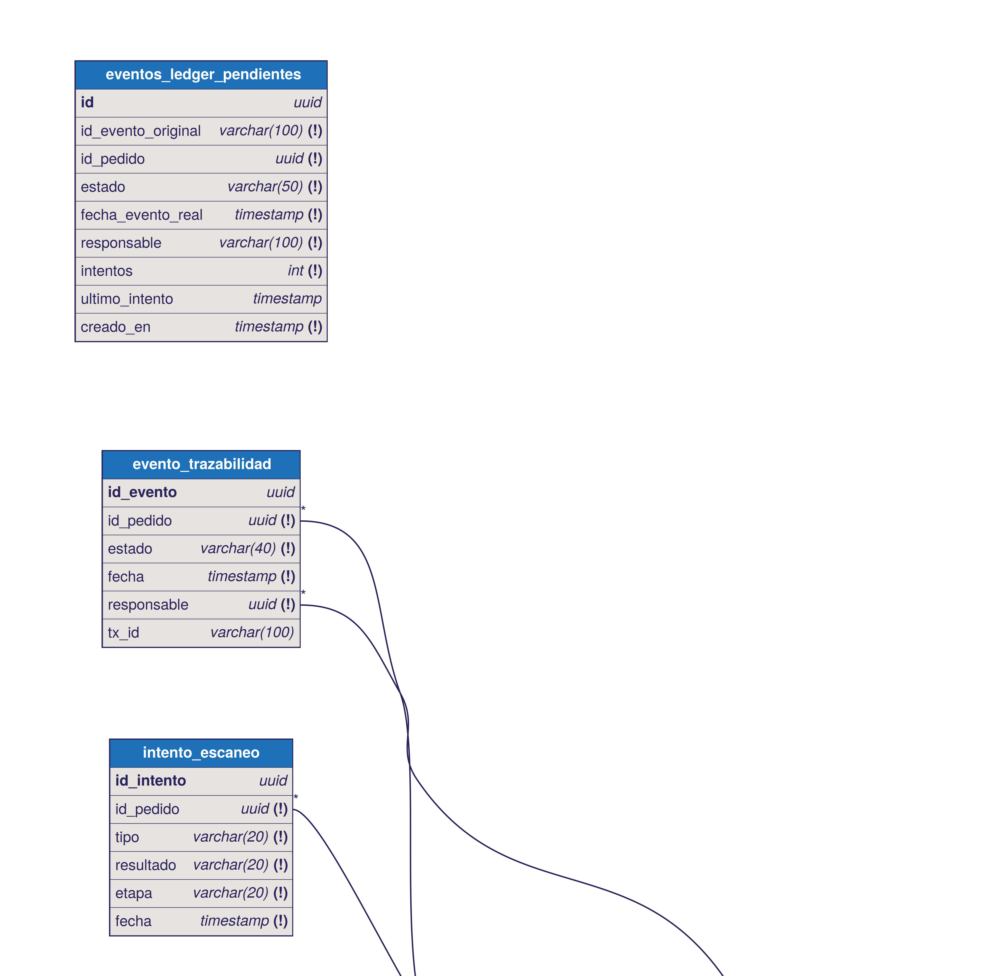 eventos_ledger_pendientes
id uuid
id_evento_original varchar(100) (!)
id_pedido uuid (!)
estado varchar(50) (!)
fecha_evento_real timestamp (!)
responsable varchar(100) (!)
intentos int (!)
ultimo_intento timestamp
creado_en timestamp (!)
evento_trazabilidad
id_evento uuid
*
id_pedido uuid (!)
estado varchar(40) (!)
fecha timestamp (!)
*
responsable uuid (!)
tx_id varchar(100)
intento_escaneo
id_intento uuid
*
id_pedido uuid (!)
tipo varchar(20) (!)
resultado varchar(20) (!)
etapa varchar(20) (!)
fecha timestamp (!)